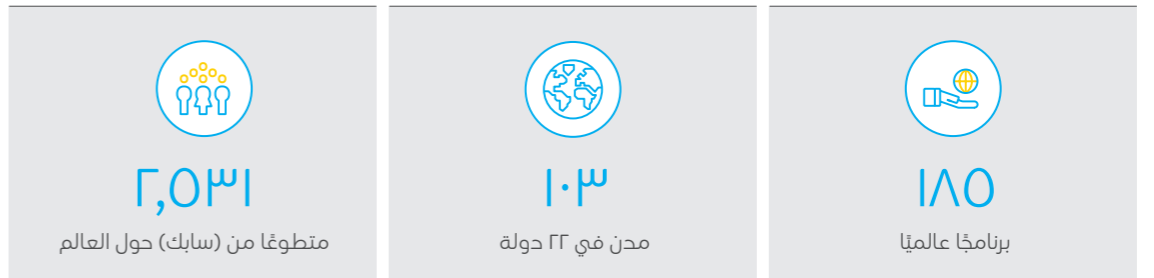 ١٨٥
برنامجًا عالميًا
١٠٣
مدن في ٢٢ دولة
٢,٥٣١
متطوعًا من (سابك) حول العالم